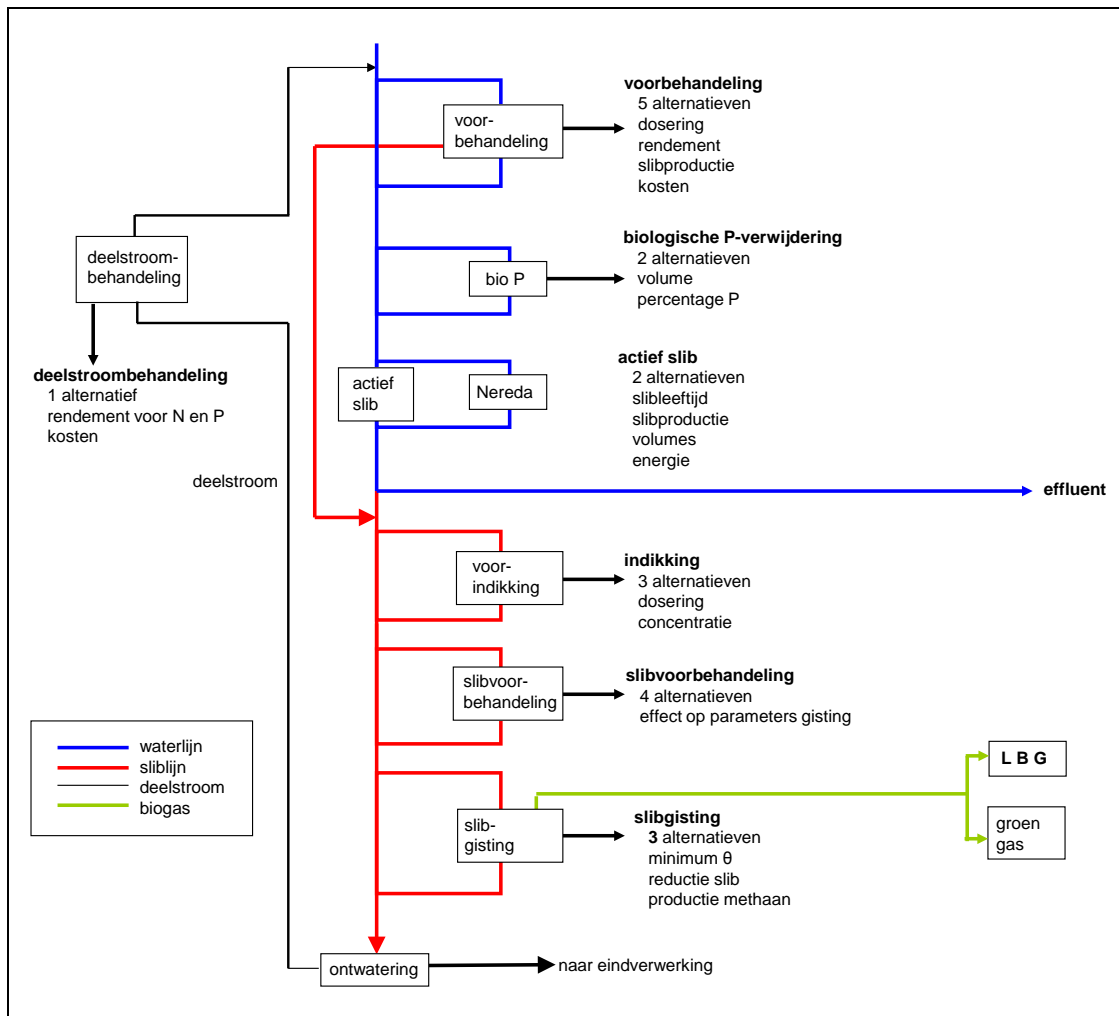 voor-
behandeling
voorbehandeling
5 alternatieven
dosering
rendement
slibproductie
kosten
deelstroom-
behandeling
biologische P-verwijdering
2 alternatieven
volume
percentage P
bio P
deelstroombehandeling
1 alternatief
rendement voor N en P
kosten
actief
slib
Nereda
actief slib
2 alternatieven
slibleeftijd
slibproductie
volumes
energie
deelstroom
effluent
voor-
indikking
indikking
3 alternatieven
dosering
concentratie
slibvoor-
behandeling
slibvoorbehandeling
4 alternatieven
effect op parameters gisting
waterlijn
sliblijn
deelstroom
biogas
L B G
groen
gas
slib-
gisting
slibgisting
3 alternatieven
minimum θ
reductie slib
productie methaan
ontwatering
naar eindverwerking